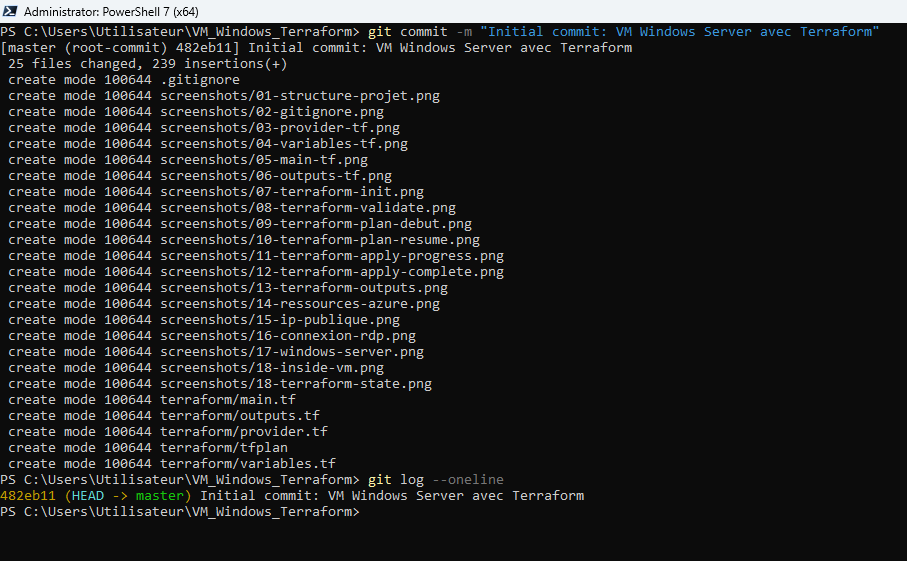 Administrator: PowerShell 7 (x64)
PS C:\Users\Utilisateur\VM_Windows_Terraform> git commit -m "Initial commit: VM Windows Server avec Terraform"
[master (root-commit) 482eb11] Initial commit: VM Windows Server avec Terraform
 25 files changed, 239 insertions(+)
 create mode 100644 .gitignore
 create mode 100644 screenshots/01-structure-projet.png
 create mode 100644 screenshots/02-gitignore.png
 create mode 100644 screenshots/03-provider-tf.png
 create mode 100644 screenshots/04-variables-tf.png
 create mode 100644 screenshots/05-main-tf.png
 create mode 100644 screenshots/06-outputs-tf.png
 create mode 100644 screenshots/07-terraform-init.png
 create mode 100644 screenshots/08-terraform-validate.png
 create mode 100644 screenshots/09-terraform-plan-debut.png
 create mode 100644 screenshots/10-terraform-plan-resume.png
 create mode 100644 screenshots/11-terraform-apply-progress.png
 create mode 100644 screenshots/12-terraform-apply-complete.png
 create mode 100644 screenshots/13-terraform-outputs.png
 create mode 100644 screenshots/14-ressources-azure.png
 create mode 100644 screenshots/15-ip-publique.png
 create mode 100644 screenshots/16-connexion-rdp.png
 create mode 100644 screenshots/17-windows-server.png
 create mode 100644 screenshots/18-inside-vm.png
 create mode 100644 screenshots/18-terraform-state.png
 create mode 100644 terraform/main.tf
 create mode 100644 terraform/outputs.tf
 create mode 100644 terraform/provider.tf
 create mode 100644 terraform/tfplan
 create mode 100644 terraform/variables.tf
PS C:\Users\Utilisateur\VM_Windows_Terraform> git log --oneline
482eb11 (HEAD -> master) Initial commit: VM Windows Server avec Terraform
PS C:\Users\Utilisateur\VM_Windows_Terraform>